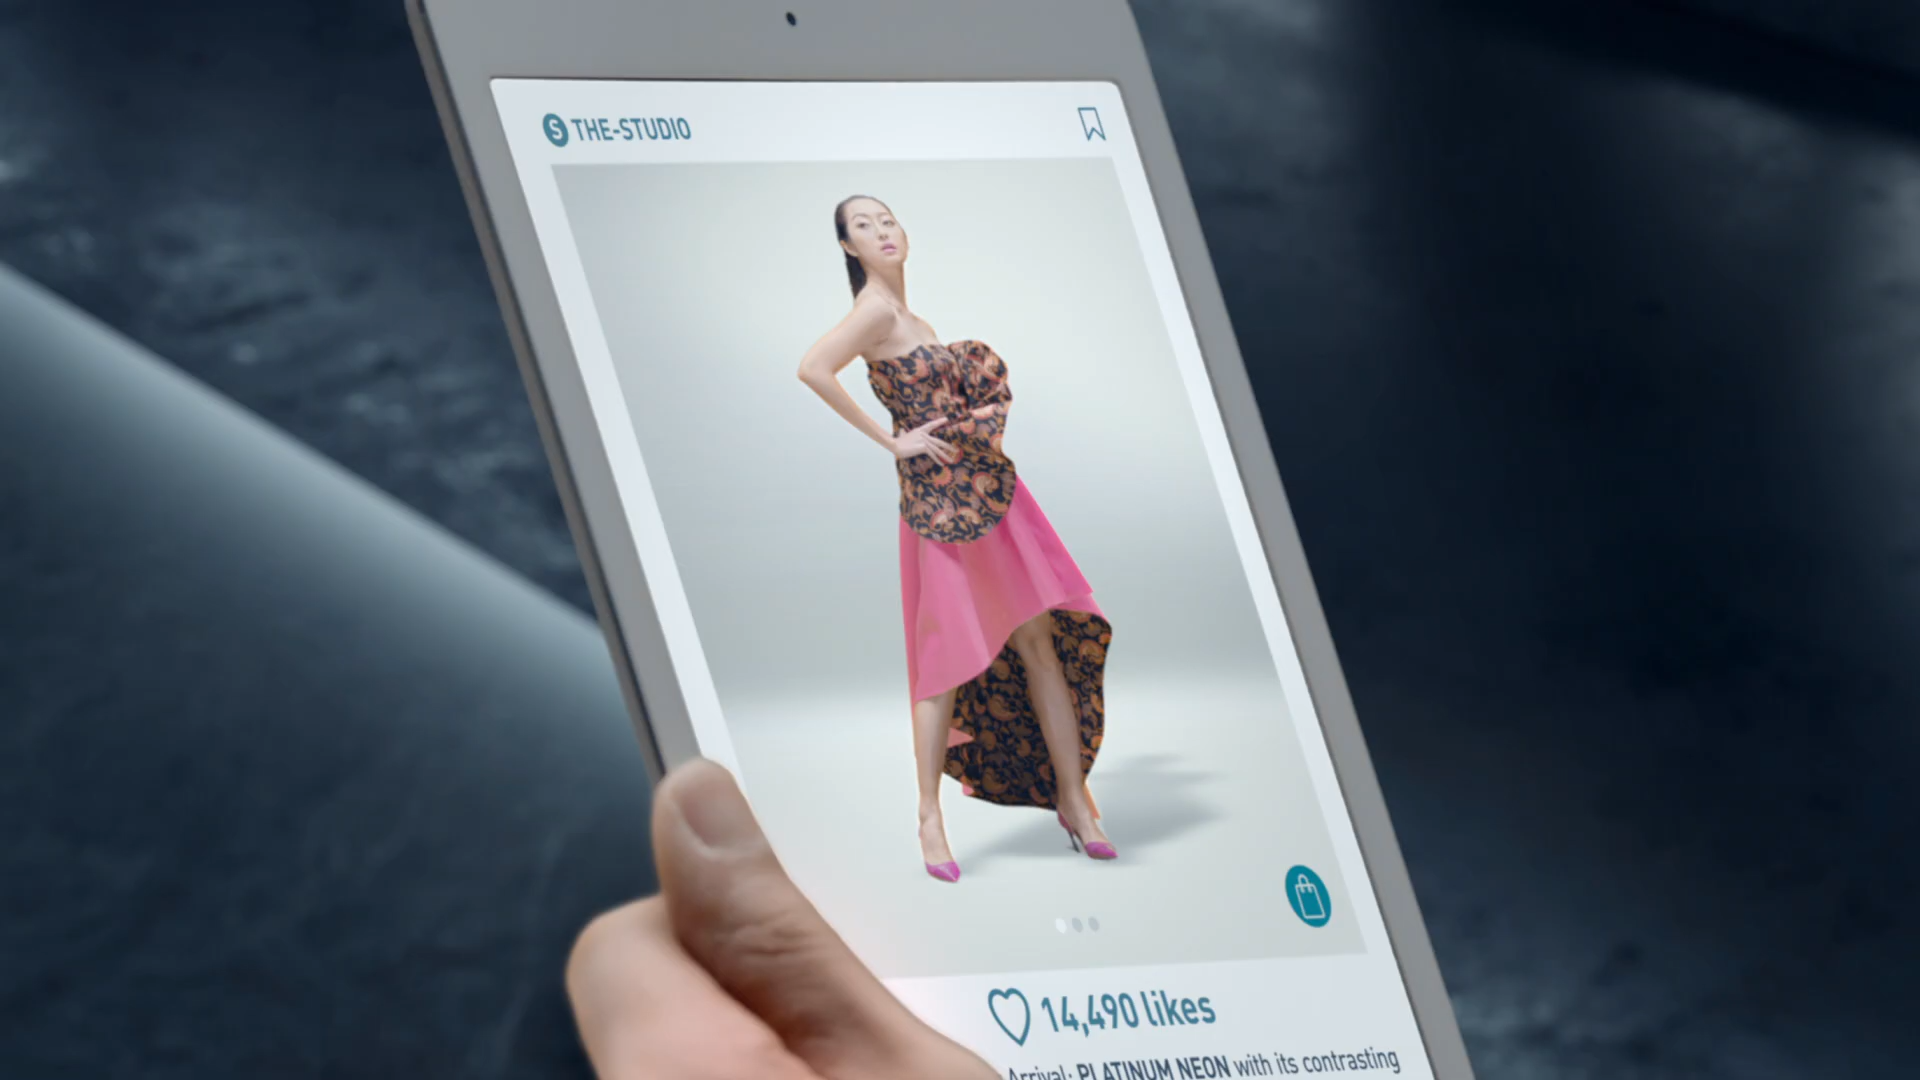 S THE-STUDIO
14,490 likes
Arrival: PLATINUM NEON with its contrasting